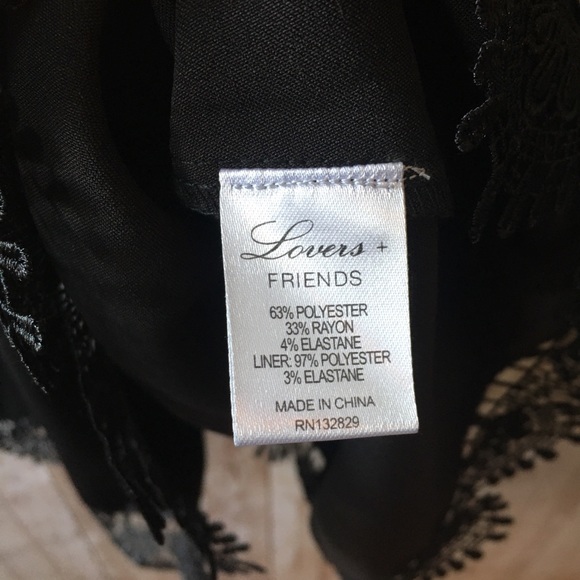 Lovers +
FRIENDS
63% POLYESTER
33% RAYON
4% ELASTANE
LINER: 97% POLYESTER
3% ELASTANE
MADE IN CHINA
RN132829